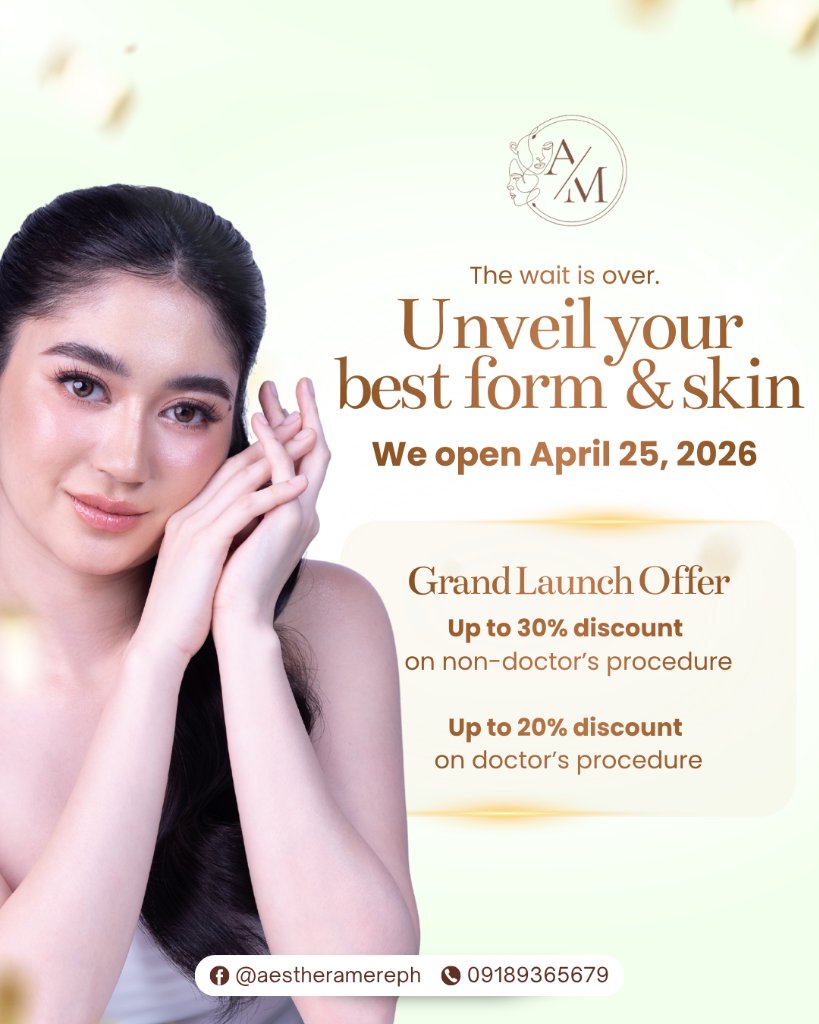 A/M
The wait is over.
Unveil your
best form & skin
We open April 25, 2026
Grand Launch Offer
Up to 30% discount
on non-doctor's procedure
Up to 20% discount
on doctor's procedure
@aestheramereph 09189365679